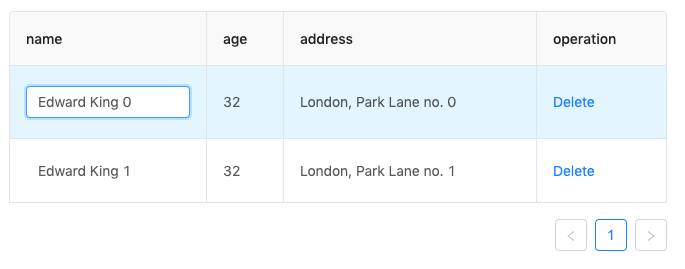 name age address operation
Edward King 0 32 London, Park Lane no. 0 Delete
Edward King 1 32 London, Park Lane no. 1 Delete
< 1 >